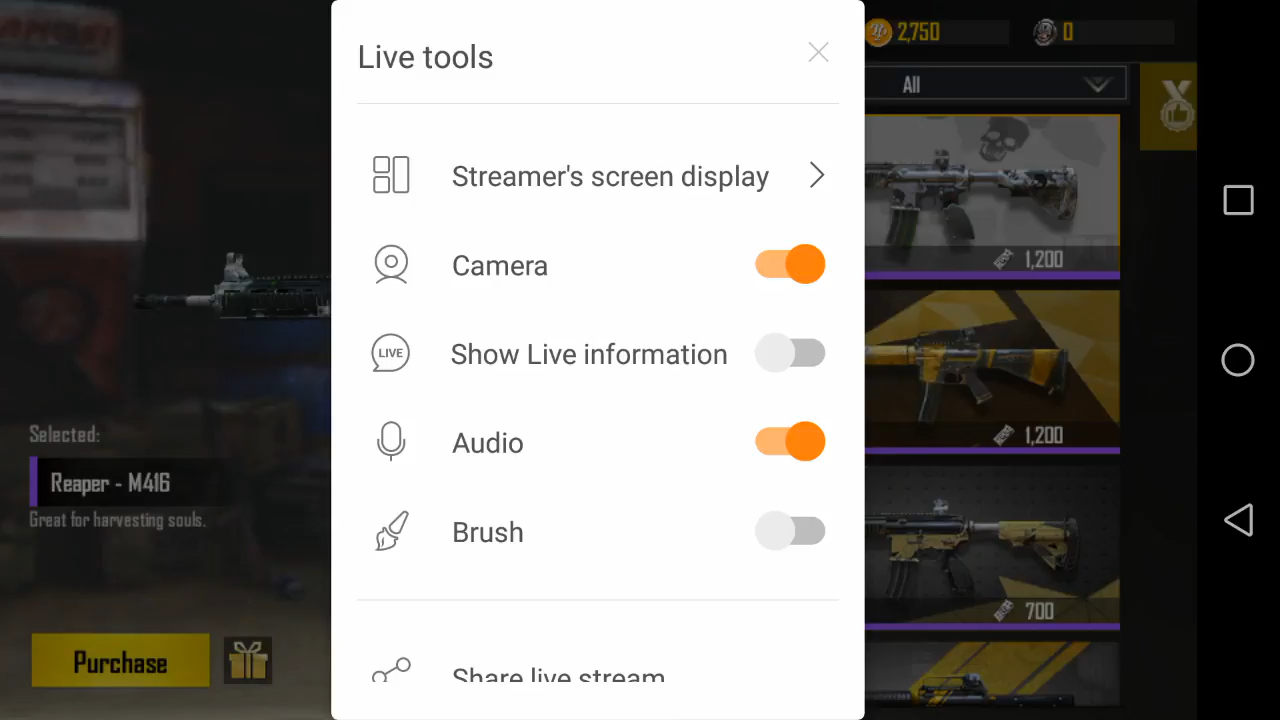 2,750
0
Live tools
All
Streamer's screen display
1,200
Camera
LIVE
Show Live information
Audio
1,200
Selected:
Reaper - M416
Great for harvesting souls.
Brush
700
Purchase
Share live stream